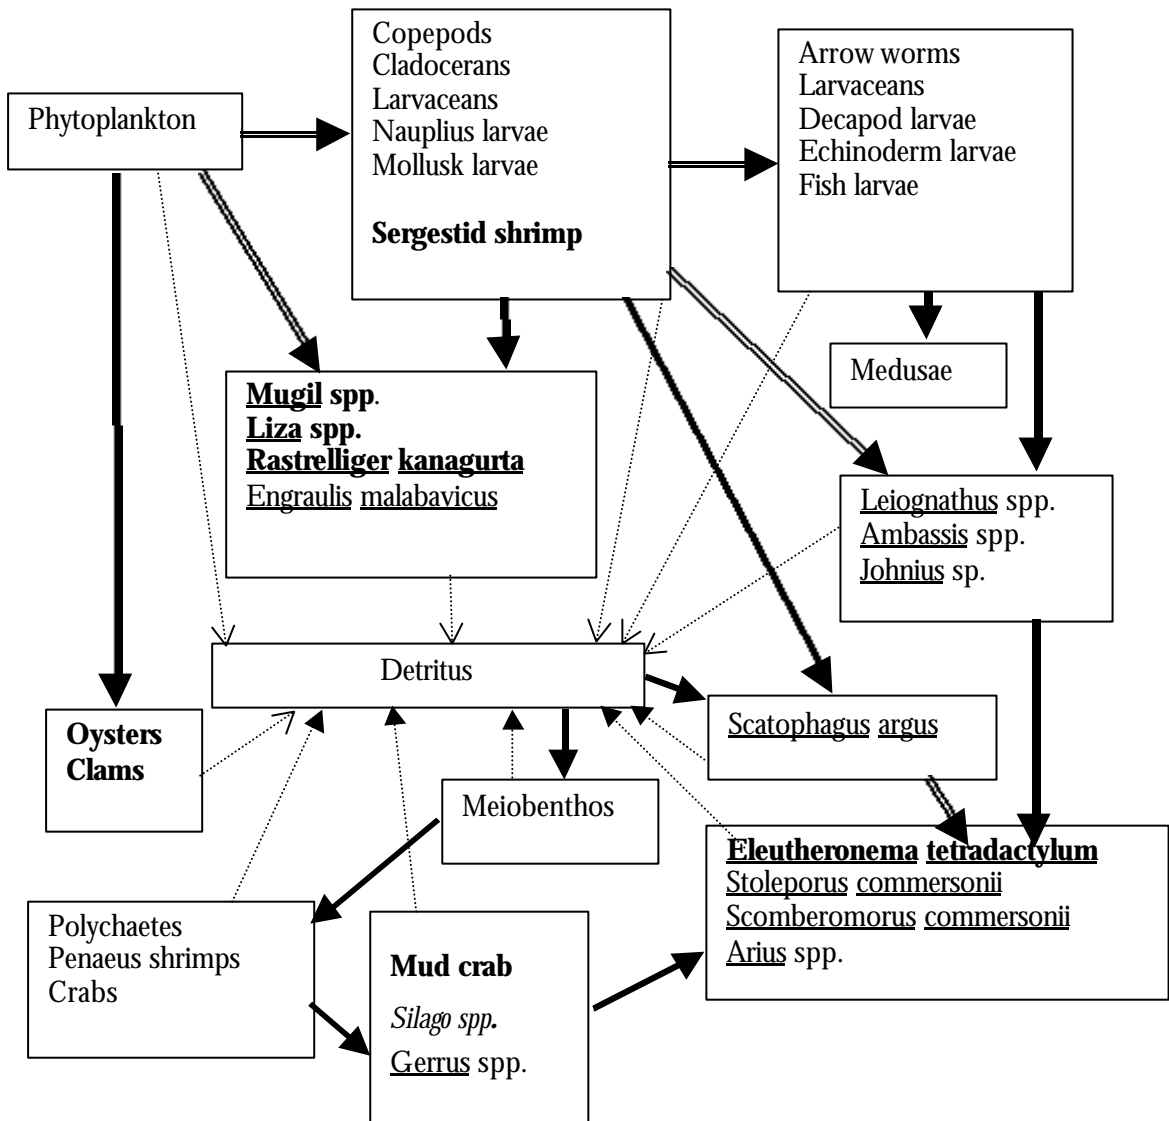 Phytoplankton
Copepods
Cladocerans
Larvaceans
Nauplius larvae
Mollusk larvae
Sergestid shrimp
Arrow worms
Larvaceans
Decapod larvae
Echinoderm larvae
Fish larvae
Medusae
Mugil spp.
Liza spp.
Rastrelliger kanagurta
Engraulis malabavicus
Leiognathus spp.
Ambassis spp.
Johnius sp.
Detritus
Oysters
Clams
Scatophagus argus
Meiobenthos
Eleutheronema tetradactylum
Stoleporus commersonii
Scomberomorus commersonii
Arius spp.
Polychaetes
Penaeus shrimps
Crabs
Mud crab
Silago spp.
Gerrus spp.